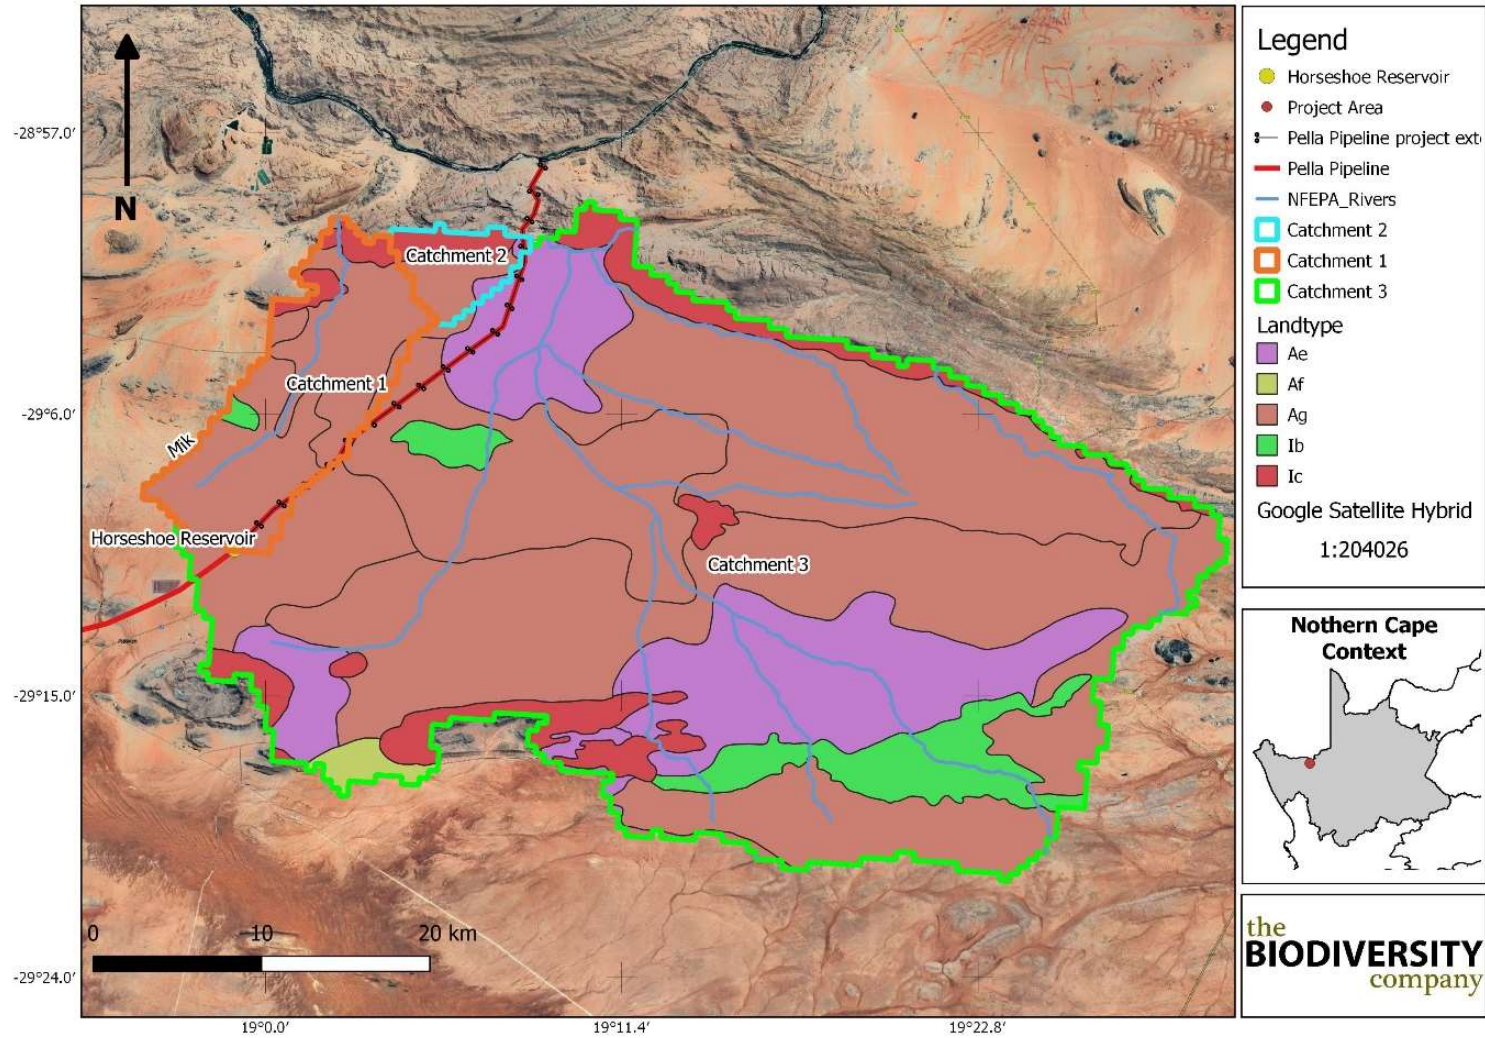 N
-28°57.0'
-29°6.0'
-29°15.0'
-29°24.0'
19°0.0'
19°11.4'
19°22.8'
Catchment 2
Catchment 1
Mik
Horseshoe Reservoir
Catchment 3
0 10 20 km
Legend
Horseshoe Reservoir
Project Area
Pella Pipeline project ext
Pella Pipeline
NFEPA_Rivers
Catchment 2
Catchment 1
Catchment 3
Landtype
Ae
Af
Ag
Ib
Ic
Google Satellite Hybrid
1:204026
Nothern Cape
Context
the
BIODIVERSITY
company